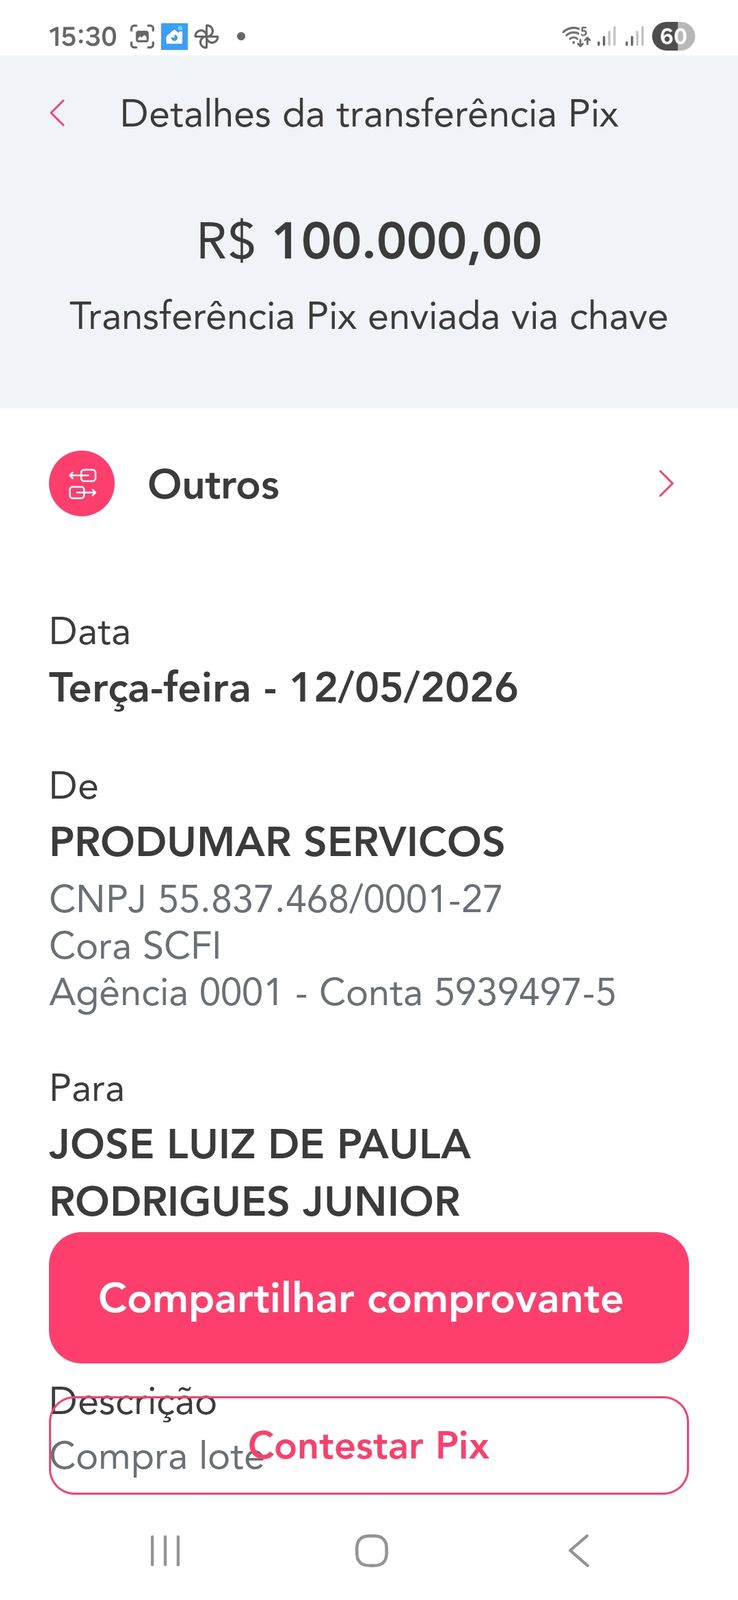 15:30
60
Detalhes da transferência Pix
R$ 100.000,00
Transferência Pix enviada via chave
Outros
Data
Terça-feira - 12/05/2026
De
PRODUMAR SERVICOS
CNPJ 55.837.468/0001-27
Cora SCFI
Agência 0001 - Conta 5939497-5
Para
JOSE LUIZ DE PAULA
RODRIGUES JUNIOR
Compartilhar comprovante
Descrição
Compra lote
Contestar Pix